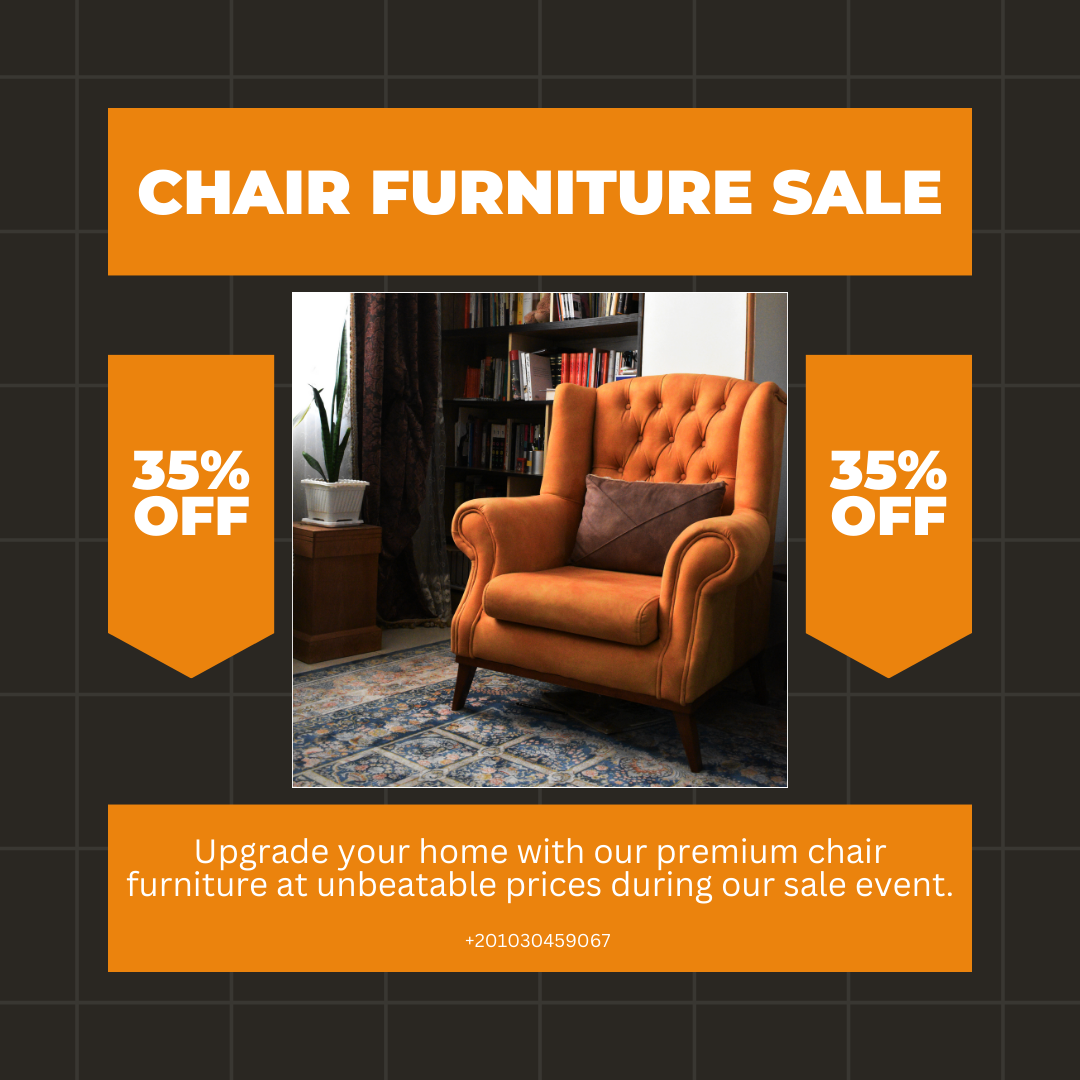 CHAIR FURNITURE SALE
35%
OFF
35%
OFF
Upgrade your home with our premium chair
furniture at unbeatable prices during our sale event.
+201030459067